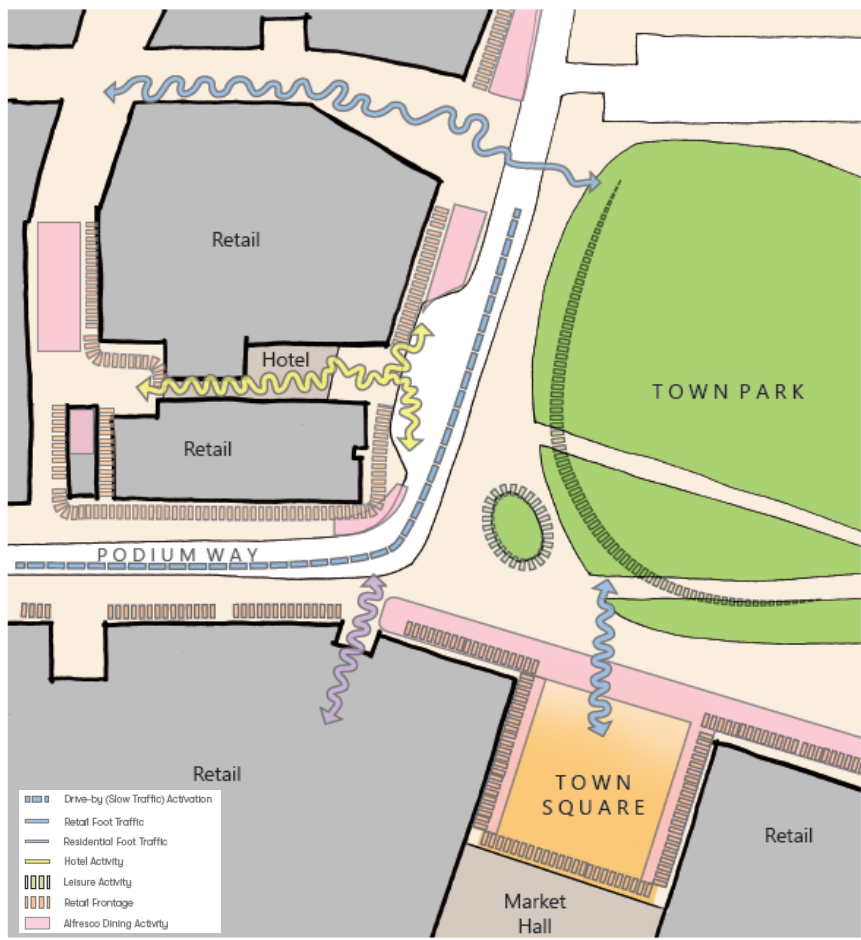 Retail
Hotel
TOWN PARK
Retail
PODIUM WAY
Retail
TOWN
SQUARE
Retail
Market
Hall
Drive-by (Slow Traffic) Activation
Retail Foot Traffic
Residential Foot Traffic
Hotel Activity
Leisure Activity
Retail Frontage
Alfresco Dining Activity